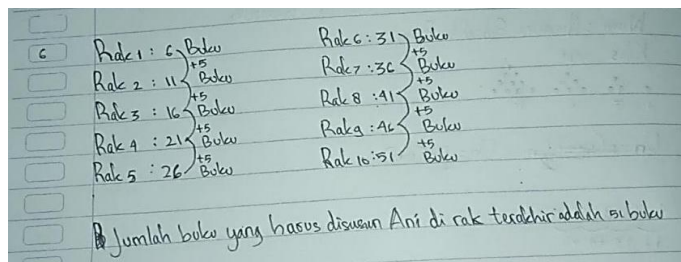 6 Rak 1 : 6 Buku
+5
Rak 2 : 11 Buku
+5
Rak 3 : 16 Buku
+5
Rak 4 : 21 Buku
+5
Rak 5 : 26 Buku
Rak 6 : 31 Buku
+5
Rak 7 : 36 Buku
+5
Rak 8 : 41 Buku
+5
Rak 9 : 46 Buku
+5
Rak 10 : 51 Buku
Jumlah buku yang harus disusun Ani di rak terakhir adalah 51 buku